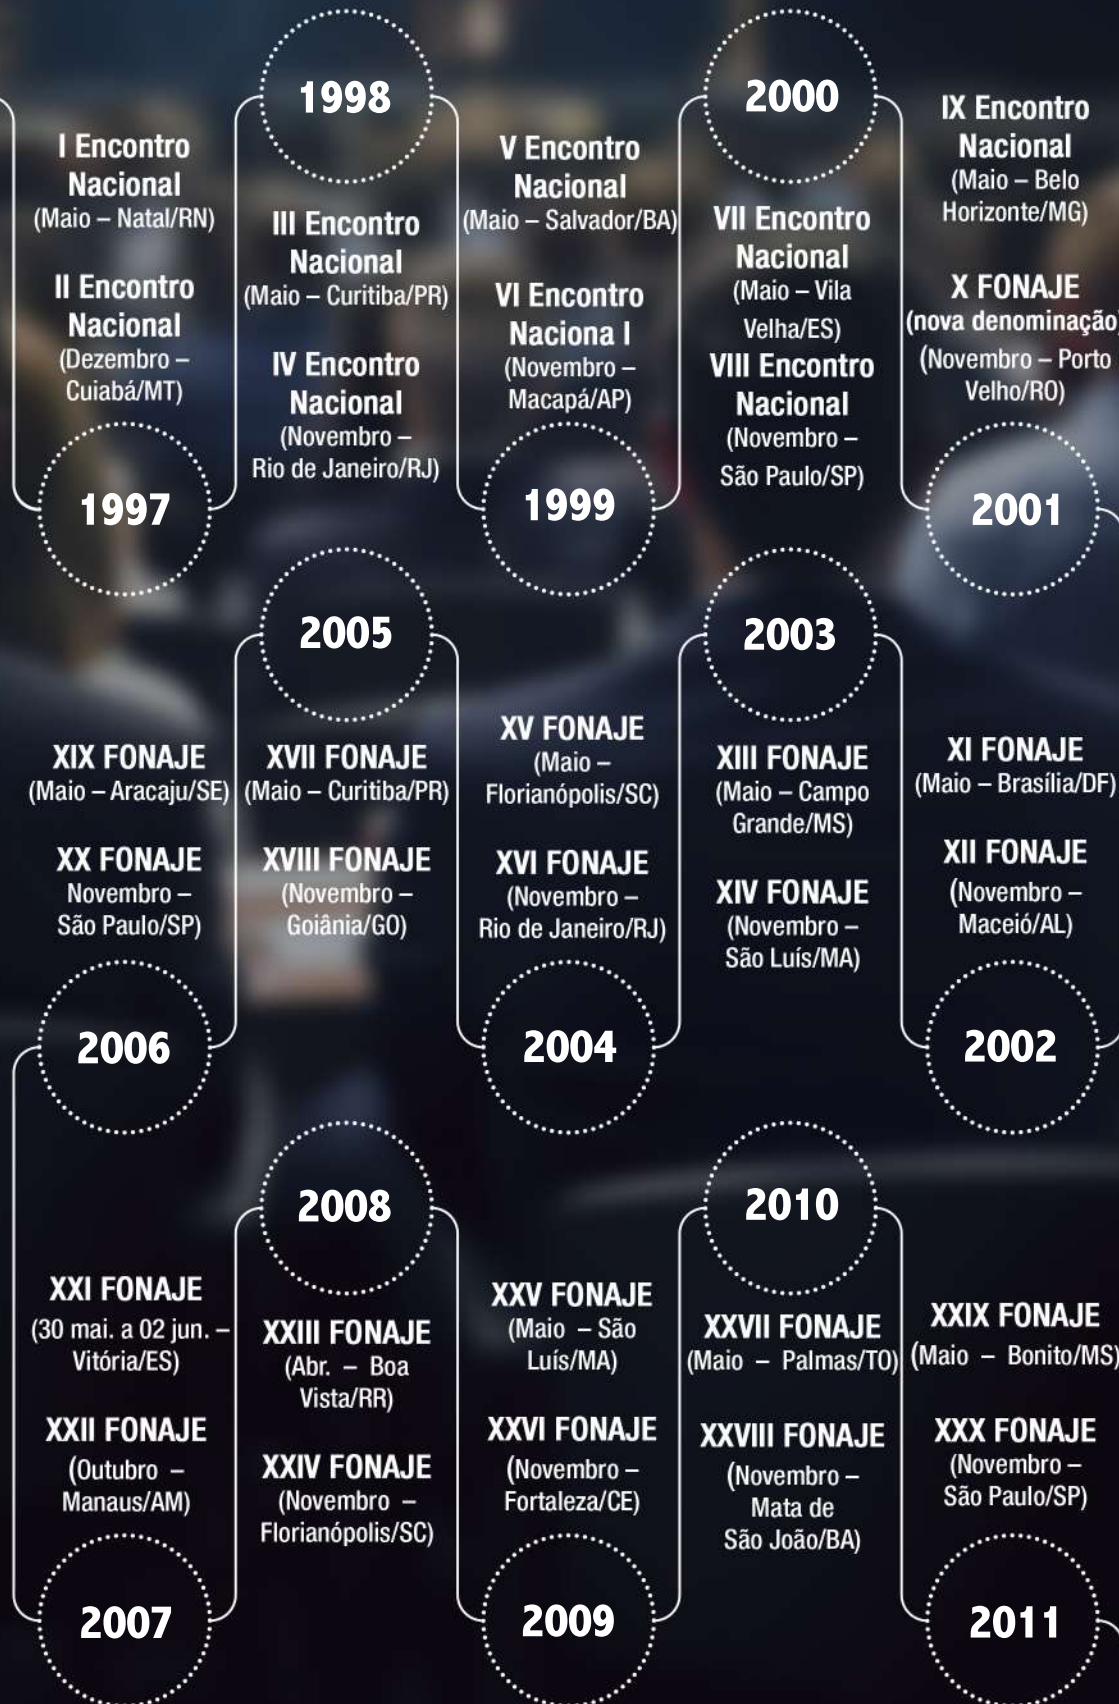 1997
I Encontro
Nacional
(Maio – Natal/RN)
II Encontro
Nacional
(Dezembro –
Cuiabá/MT)
1998
III Encontro
Nacional
(Maio – Curitiba/PR)
IV Encontro
Nacional
(Novembro –
Rio de Janeiro/RJ)
1999
V Encontro
Nacional
(Maio – Salvador/BA)
VI Encontro
Naciona l
(Novembro –
Macapá/AP)
2000
VII Encontro
Nacional
(Maio – Vila
Velha/ES)
VIII Encontro
Nacional
(Novembro –
São Paulo/SP)
2001
IX Encontro
Nacional
(Maio – Belo
Horizonte/MG)
X FONAJE
(nova denominação)
(Novembro – Porto
Velho/RO)
2002
XI FONAJE
(Maio – Brasília/DF)
XII FONAJE
(Novembro –
Maceió/AL)
2003
XIII FONAJE
(Maio – Campo
Grande/MS)
XIV FONAJE
(Novembro –
São Luís/MA)
2004
XV FONAJE
(Maio –
Florianópolis/SC)
XVI FONAJE
(Novembro –
Rio de Janeiro/RJ)
2005
XVII FONAJE
(Maio – Curitiba/PR)
XVIII FONAJE
(Novembro –
Goiânia/GO)
2006
XIX FONAJE
(Maio – Aracaju/SE)
XX FONAJE
Novembro –
São Paulo/SP)
2007
XXI FONAJE
(30 mai. a 02 jun. –
Vitória/ES)
XXII FONAJE
(Outubro –
Manaus/AM)
2008
XXIII FONAJE
(Abr. – Boa
Vista/RR)
XXIV FONAJE
(Novembro –
Florianópolis/SC)
2009
XXV FONAJE
(Maio – São
Luís/MA)
XXVI FONAJE
(Novembro –
Fortaleza/CE)
2010
XXVII FONAJE
(Maio – Palmas/TO)
XXVIII FONAJE
(Novembro –
Mata de
São João/BA)
2011
XXIX FONAJE
(Maio – Bonito/MS)
XXX FONAJE
(Novembro –
São Paulo/SP)